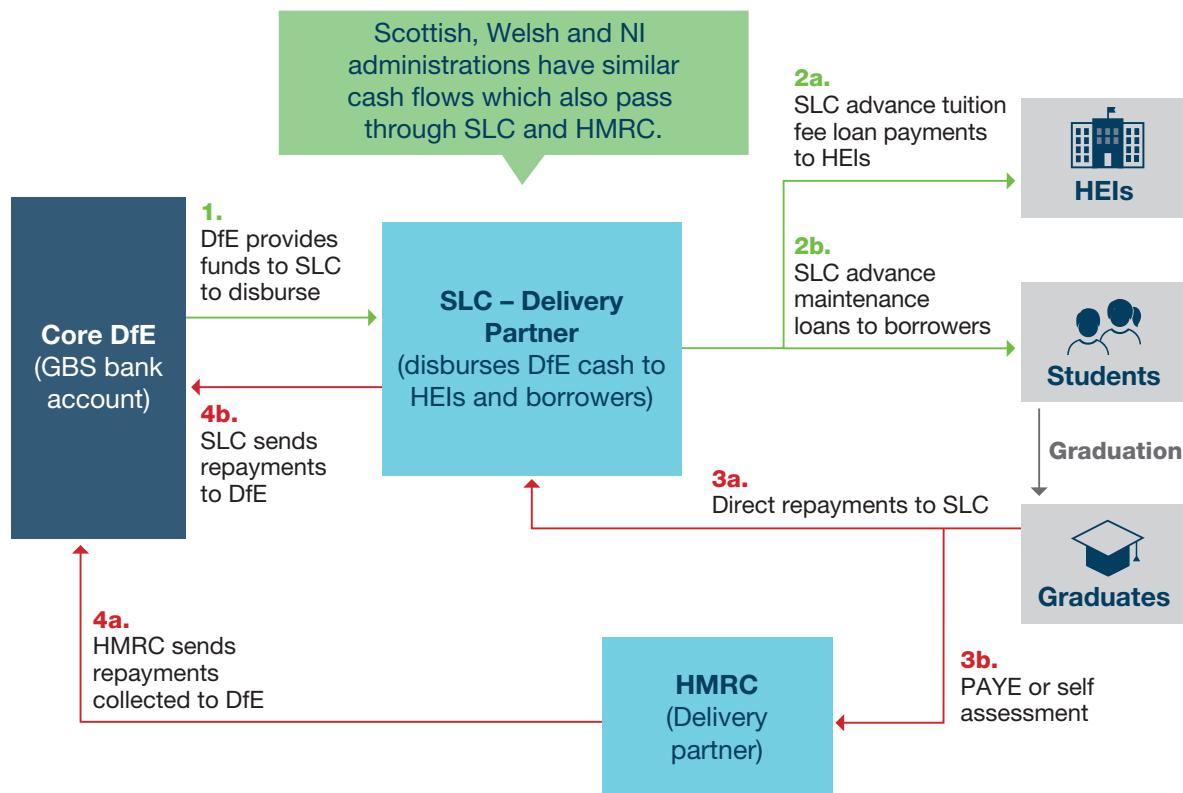 Scottish, Welsh and NI
administrations have similar
cash flows which also pass
through SLC and HMRC.
2a.
SLC advance tuition
fee loan payments
to HEIs
HEIs
1.
DfE provides
funds to SLC
to disburse
2b.
SLC advance
maintenance
loans to borrowers
Core DfE
(GBS bank
account)
SLC – Delivery
Partner
(disburses DfE cash to
HEIs and borrowers)
Students
4b.
SLC sends
repayments
to DfE
Graduation
3a.
Direct repayments to SLC
Graduates
4a.
HMRC sends
repayments
collected to DfE
HMRC
(Delivery
partner)
3b.
PAYE or self
assessment